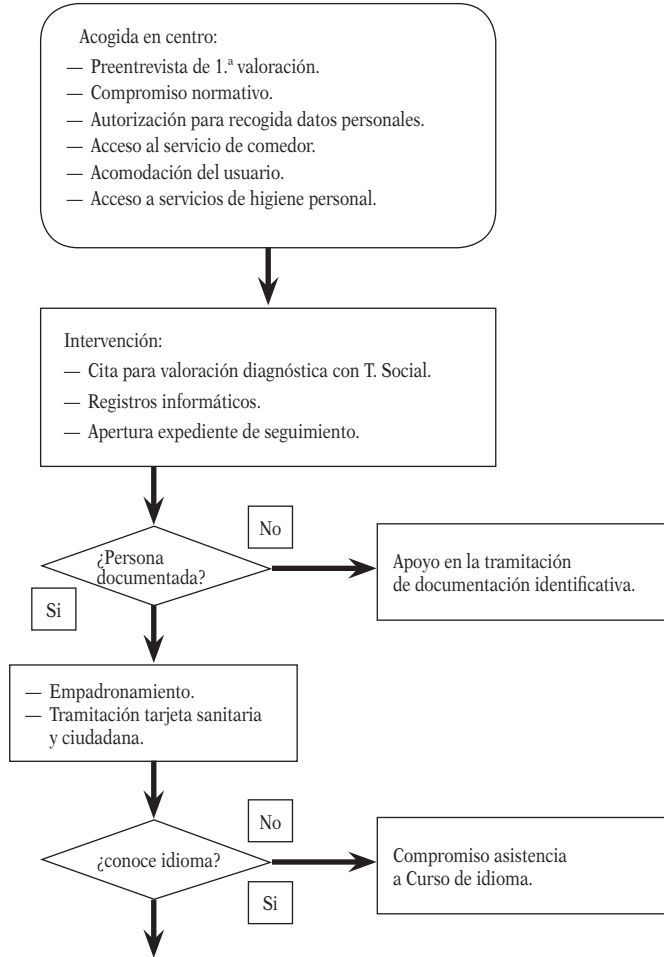 Acogida en centro:
— Preentrevista de 1.ª valoración.
— Compromiso normativo.
— Autorización para recogida datos personales.
— Acceso al servicio de comedor.
— Acomodación del usuario.
— Acceso a servicios de higiene personal.
Intervención:
— Cita para valoración diagnóstica con T. Social.
— Registros informáticos.
— Apertura expediente de seguimiento.
¿Persona
documentada?
No
Apoyo en la tramitación
de documentación identificativa.
Si
— Empadronamiento.
— Tramitación tarjeta sanitaria
y ciudadana.
¿conoce idioma?
No
Compromiso asistencia
a Curso de idioma.
Si